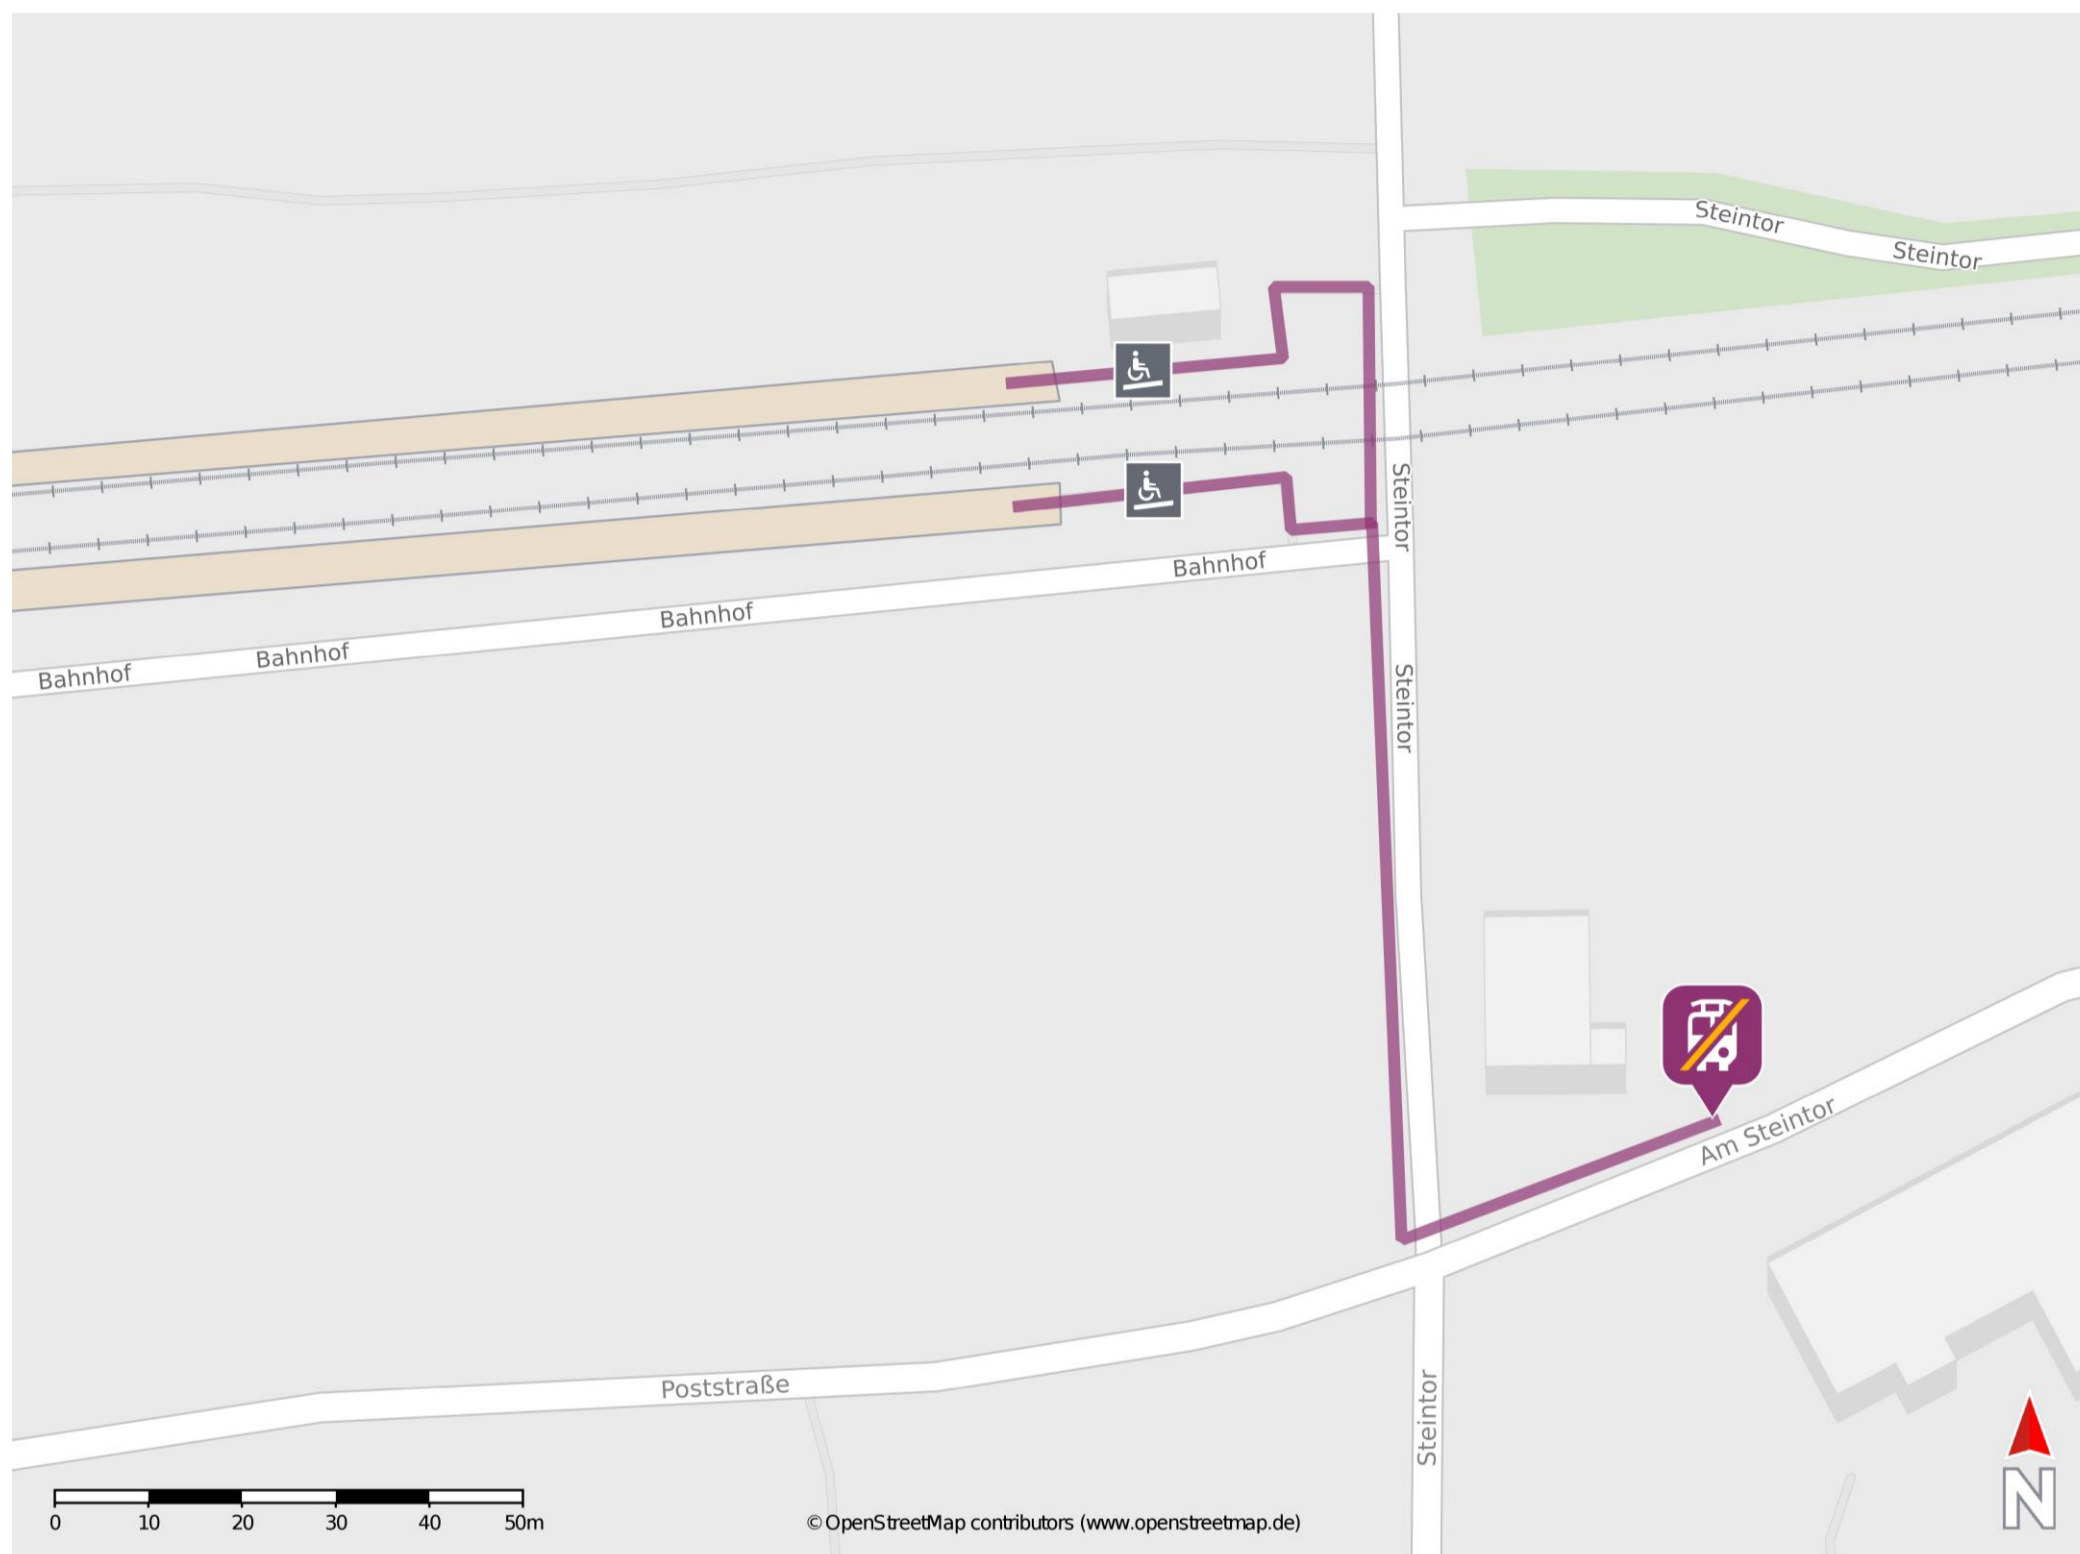 Steintor
Steintor
Steintor
Bahnhof
Bahnhof
Bahnhof
Bahnhof
Steintor
Am Steintor
Poststraße
Steintor
0 10 20 30 40 50m
© OpenStreetMap contributors (www.openstreetmap.de)
N